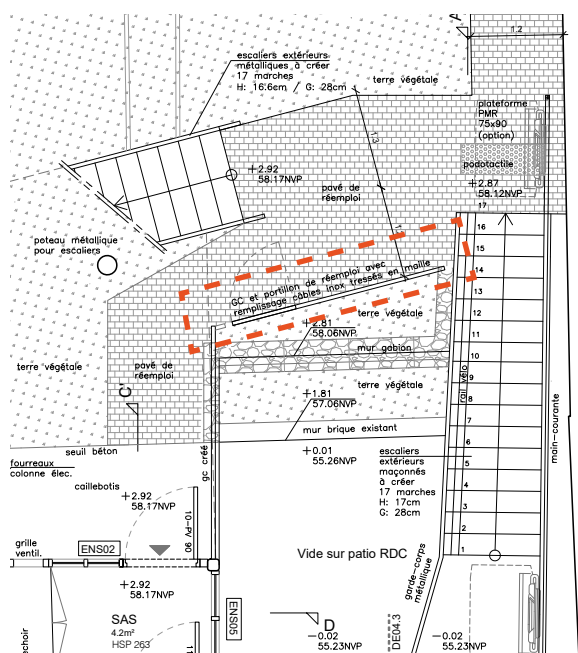 A
1.2
escaliers extérieurs
métalliques à créer
17 marches
H: 16.6cm / G: 28cm
terre végétale
plateforme
PMR
75x90
(option)
podotactile
1.3
+2.92
58.17NVP
pavé de
réemploi
+2.87
58.12NVP
17
16
15
14
13
12
11
10
9
8
7
6
5
4
3
2
1
poteau métallique
pour escaliers
GC et portillon de réemploi avec
remplissage câbles inox tressés en maille
terre végétale
+2.81
58.06NVP
mur gabion
terre végétale
pavé de
réemploi
terre végétale
+1.81
57.06NVP
rail vélo
main-courante
C'
mur brique existant
seuil béton
gc créé
+0.01
55.26NVP
escaliers
extérieurs
maçonnés
à créer
17 marches
H: 17cm
G: 28cm
fourreaux
colonne élec.
caillebotis
+2.92
58.17NVP
10-PV 90
grille
ventil.
ENS02
Vide sur patio RDC
garde-corps
métallique
+2.92
58.17NVP
SAS
4.2m²
HSP 263
ENS05
D
-0.02
55.23NVP
DE04.3
-0.02
55.23NVP